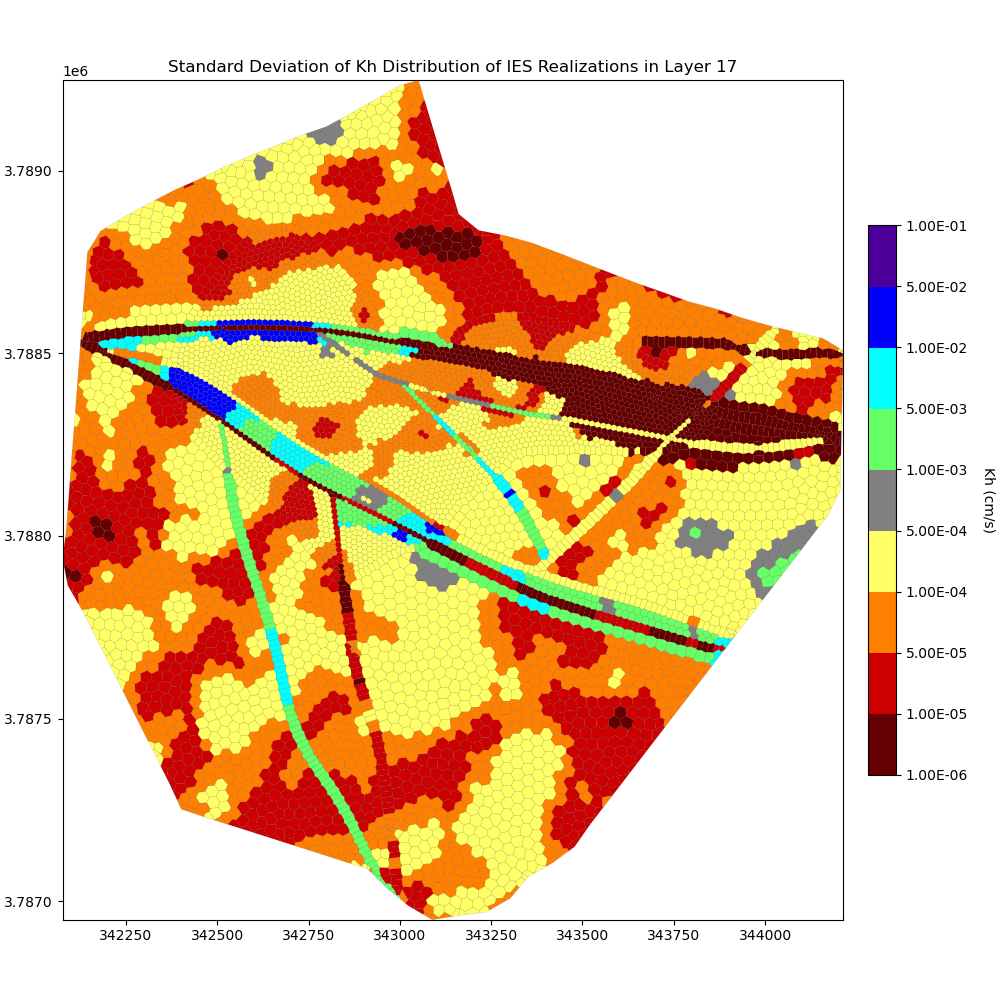 Standard Deviation of Kh Distribution of IES Realizations in Layer 17
1e6
3.7890
3.7885
3.7880
3.7875
3.7870
342250 342500 342750 343000 343250 343500 343750 344000
1.00E-01
5.00E-02
1.00E-02
5.00E-03
1.00E-03
5.00E-04
1.00E-04
5.00E-05
1.00E-05
1.00E-06
Kh (cm/s)